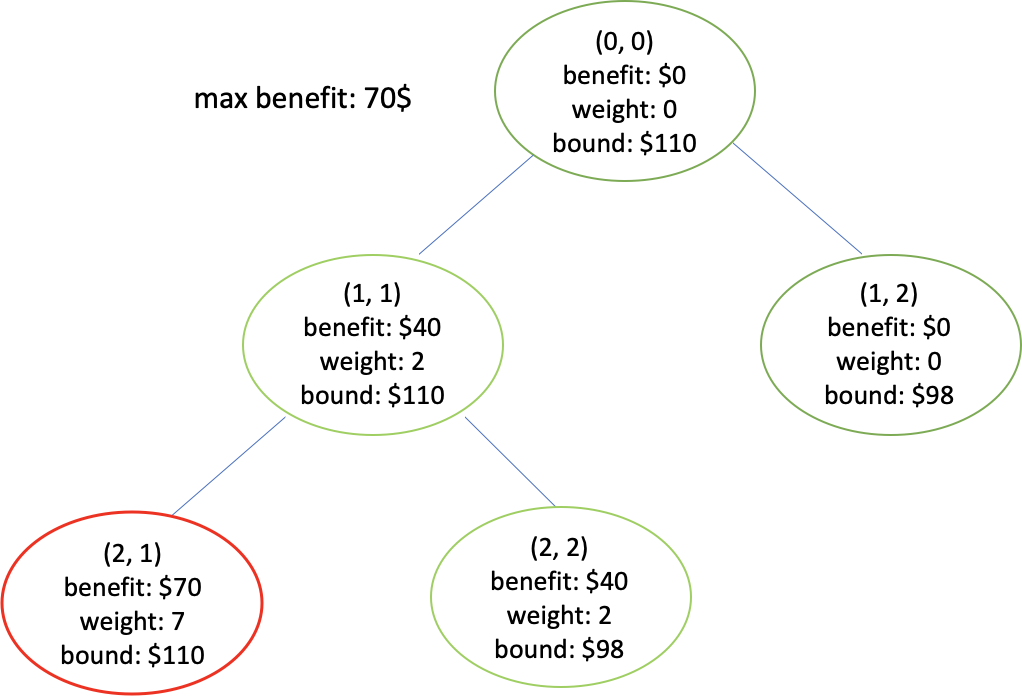 (0, 0)
benefit: $0
weight: 0
bound: $110
max benefit: 70$
(1, 1)
benefit: $40
weight: 2
bound: $110
(1, 2)
benefit: $0
weight: 0
bound: $98
(2, 1)
benefit: $70
weight: 7
bound: $110
(2, 2)
benefit: $40
weight: 2
bound: $98